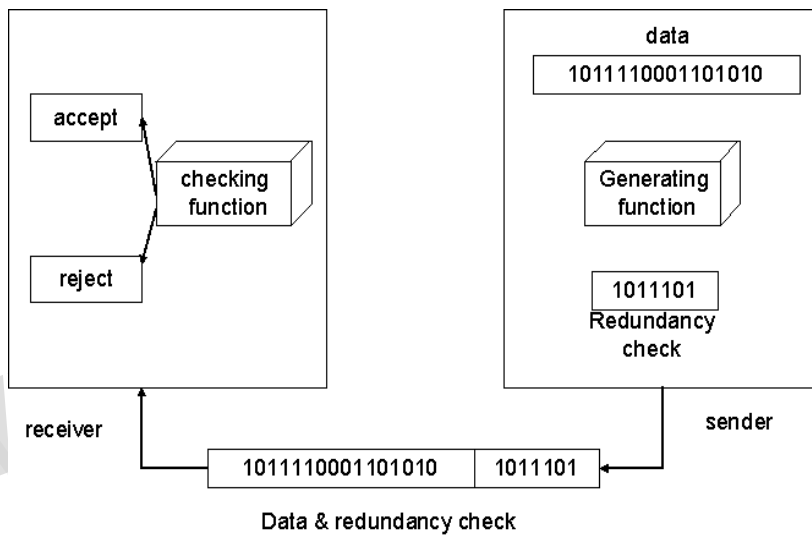 data
1011110001101010
accept
checking
function
Generating
function
reject
1011101
Redundancy
check
receiver
sender
1011110001101010
1011101
Data & redundancy check